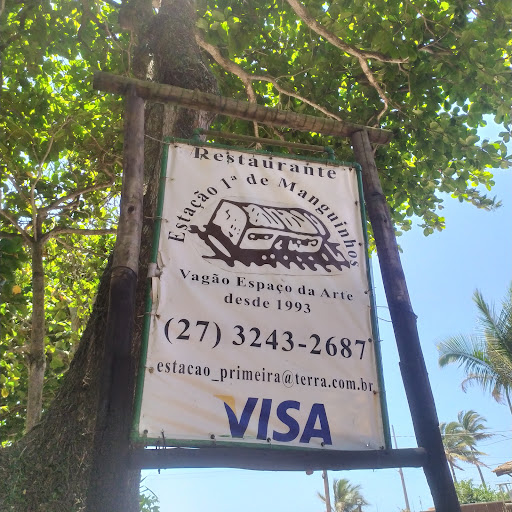 Restaurante
Estação 1ª de Manguinhos
Vagão Espaço da Arte
desde 1993
(27) 3243-2687
estacao_primeira@terra.com.br
VISA